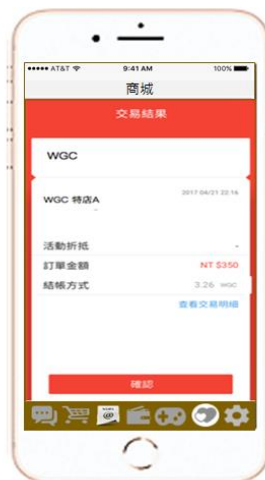 AT&T 9:41 AM 100%
商城
交易結果
WGC
WGC 特店A 2017-04/21 22:16
活動折抵 -
訂單金額 NT $350
結帳方式 3.26 WGC
查看交易明細
確認